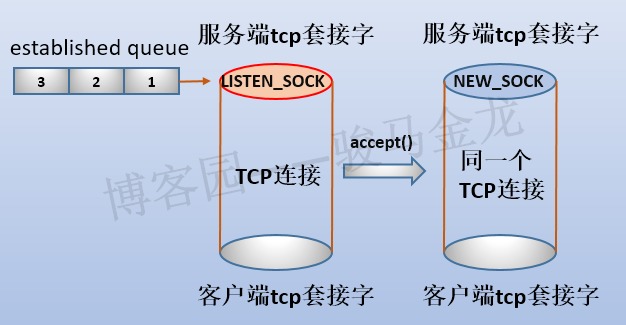 established queue
3 2 1
服务端tcp套接字
LISTEN_SOCK
TCP连接
客户端tcp套接字
accept()
服务端tcp套接字
NEW_SOCK
同一个
TCP连接
客户端tcp套接字
博客园——骏马金龙